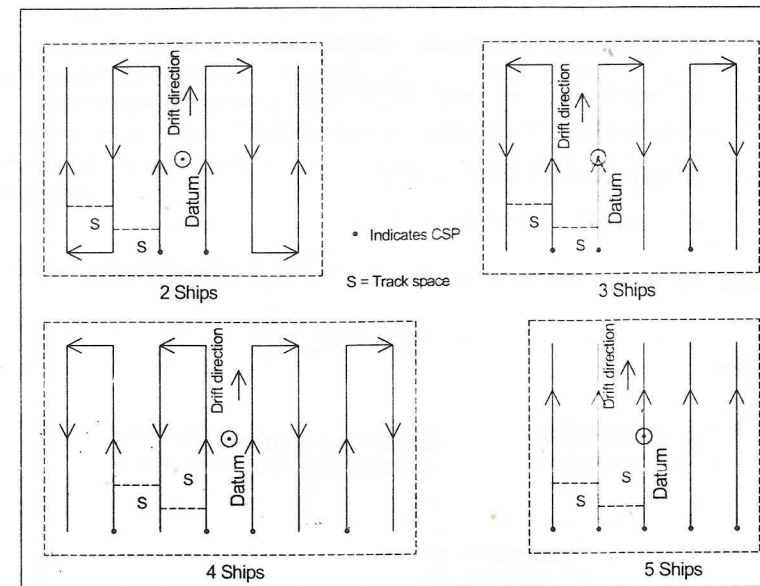 Drift direction
Datum
S
S
2 Ships
• Indicates CSP
S = Track space
Drift direction
Datum
S
S
3 Ships
Drift direction
Datum
S
S
4 Ships
Drift direction
Datum
S
S
5 Ships